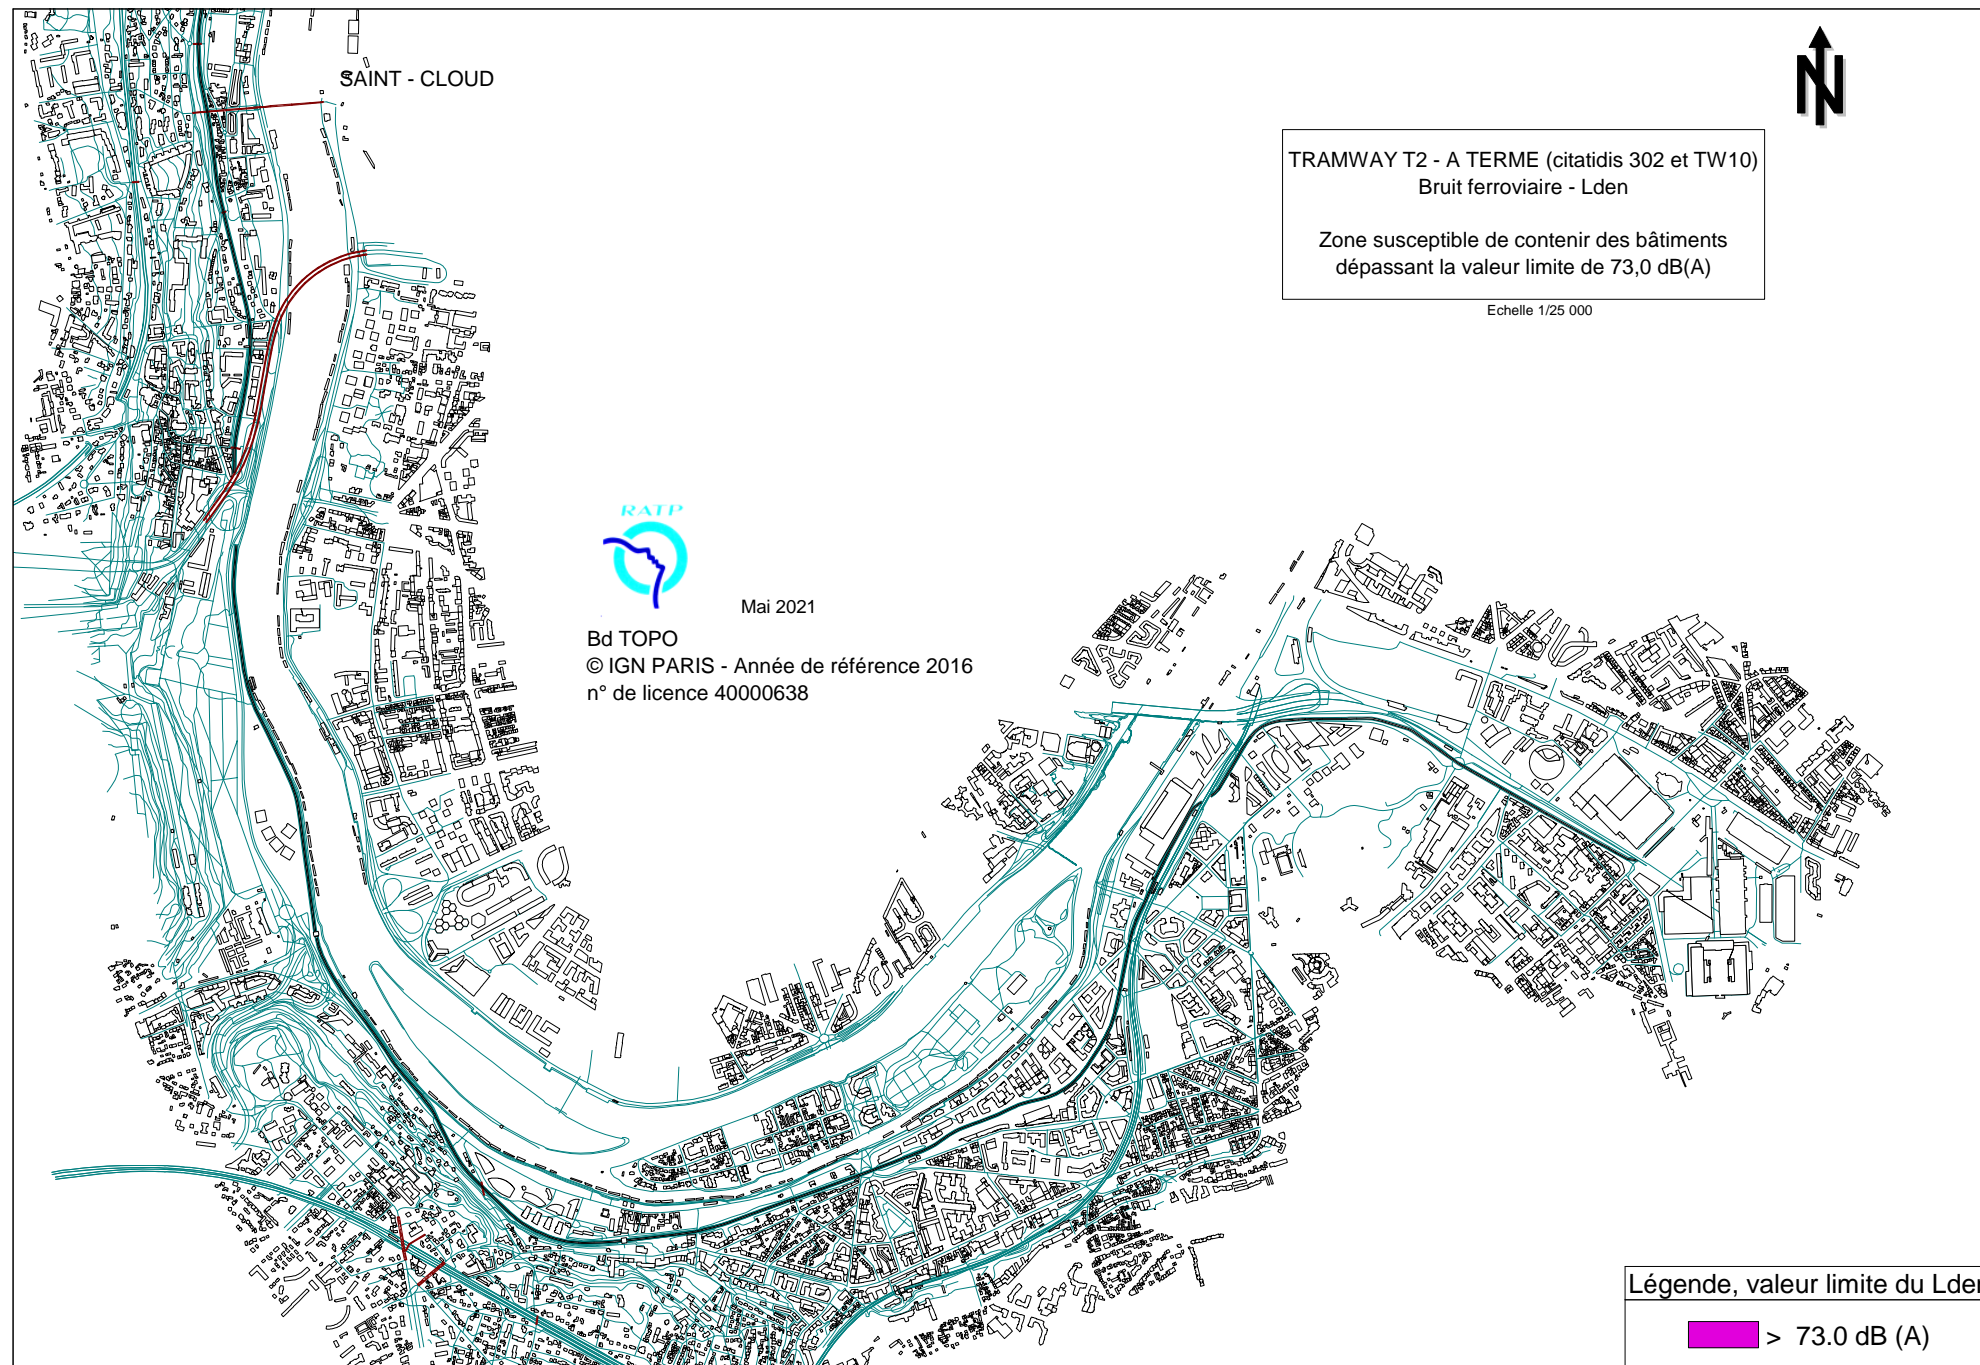 SAINT - CLOUD
N
TRAMWAY T2 - A TERME (citatidis 302 et TW10)
Bruit ferroviaire - Lden
Zone susceptible de contenir des bâtiments
dépassant la valeur limite de 73,0 dB(A)
Echelle 1/25 000
RATP
Mai 2021
Bd TOPO
© IGN PARIS - Année de référence 2016
n° de licence 40000638
Légende, valeur limite du Lden
> 73.0 dB (A)